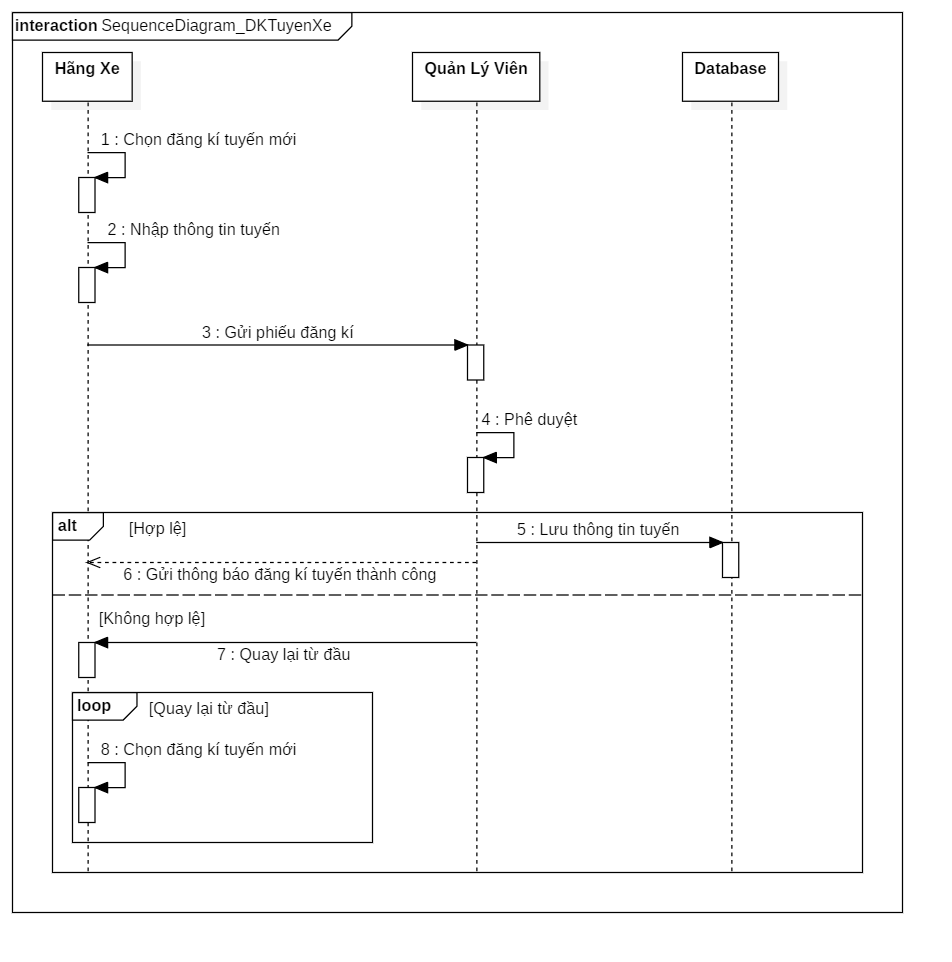 interaction SequenceDiagram_DKTuyenXe
Hãng Xe
Quản Lý Viên
Database
1 : Chọn đăng kí tuyến mới
2 : Nhập thông tin tuyến
3 : Gửi phiếu đăng kí
4 : Phê duyệt
alt
[Hợp lệ]
5 : Lưu thông tin tuyến
6 : Gửi thông báo đăng kí tuyến thành công
[Không hợp lệ]
7 : Quay lại từ đầu
loop
[Quay lại từ đầu]
8 : Chọn đăng kí tuyến mới